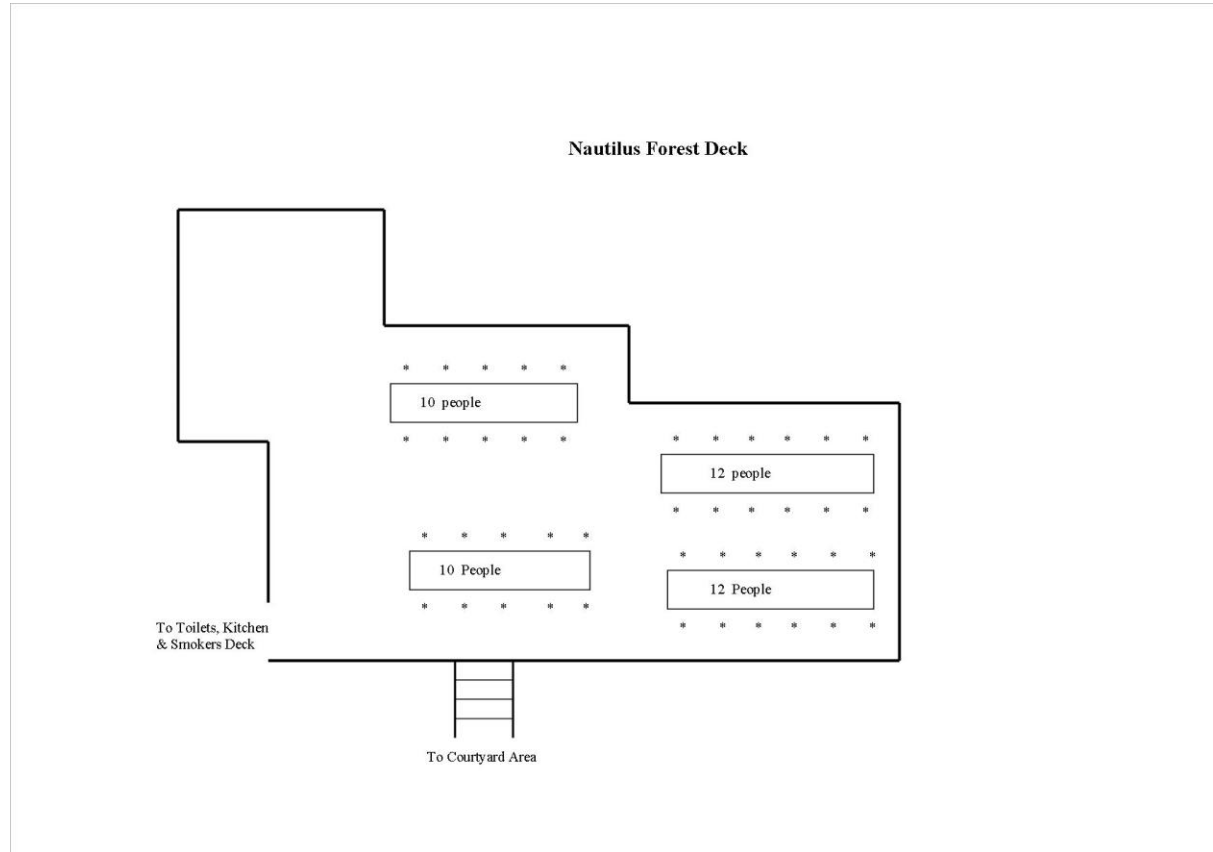 Nautilus Forest Deck
* * * * *
10 people
* * * * *
* * * * * *
12 people
* * * * * *
* * * * *
10 People
* * * * *
* * * * * *
12 People
* * * * * *
To Toilets, Kitchen
& Smokers Deck
To Courtyard Area